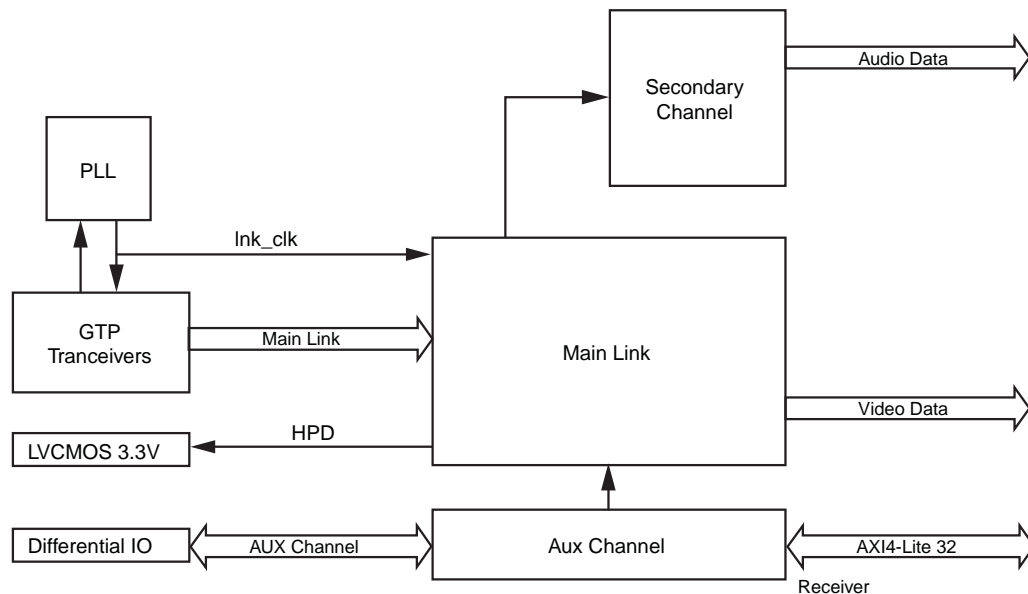 Audio Data
Secondary
Channel
PLL
lnk_clk
GTP
Tranceivers
Main Link
Main Link
Video Data
HPD
LVCMOS 3.3V
Differential IO
AUX Channel
Aux Channel
AXI4-Lite 32
Receiver